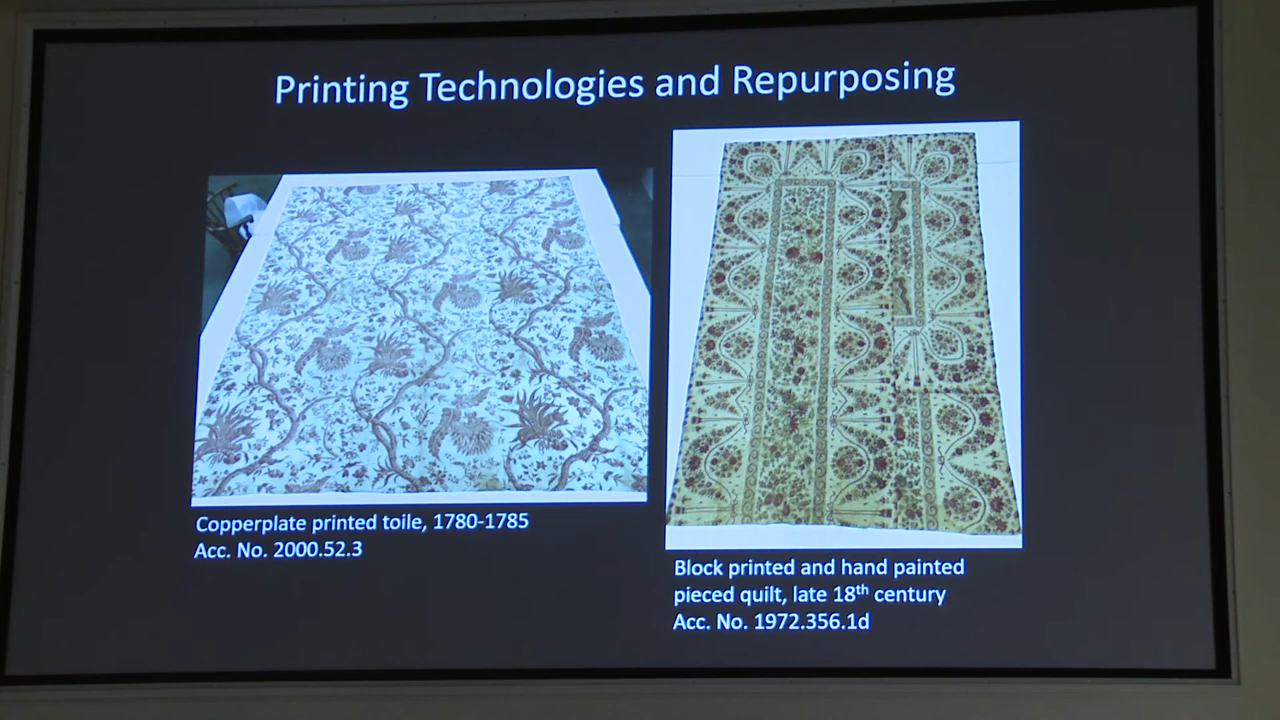 Printing Technologies and Repurposing
Copperplate printed toile, 1780-1785
Acc. No. 2000.52.3
Block printed and hand painted
pieced quilt, late 18th century
Acc. No. 1972.356.1d